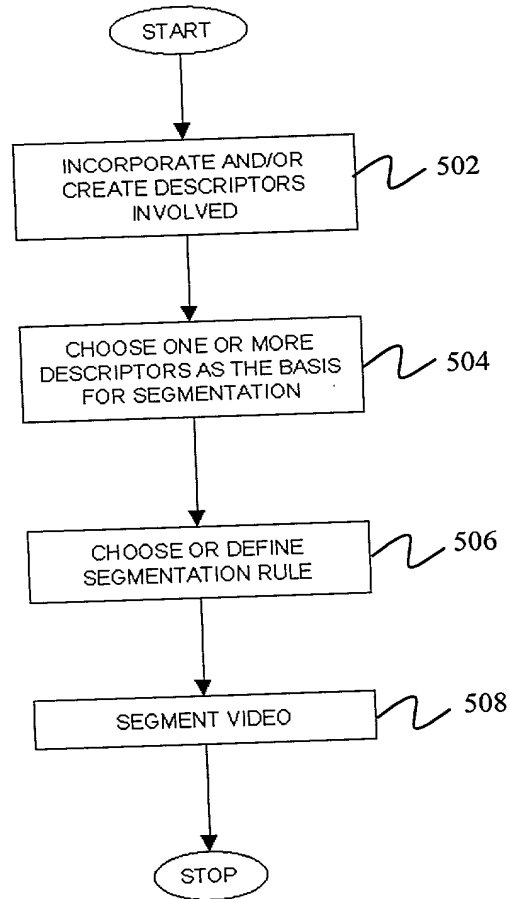 START
INCORPORATE AND/OR
CREATE DESCRIPTORS
INVOLVED
502
CHOOSE ONE OR MORE
DESCRIPTORS AS THE BASIS
FOR SEGMENTATION
504
CHOOSE OR DEFINE
SEGMENTATION RULE
506
SEGMENT VIDEO
508
STOP